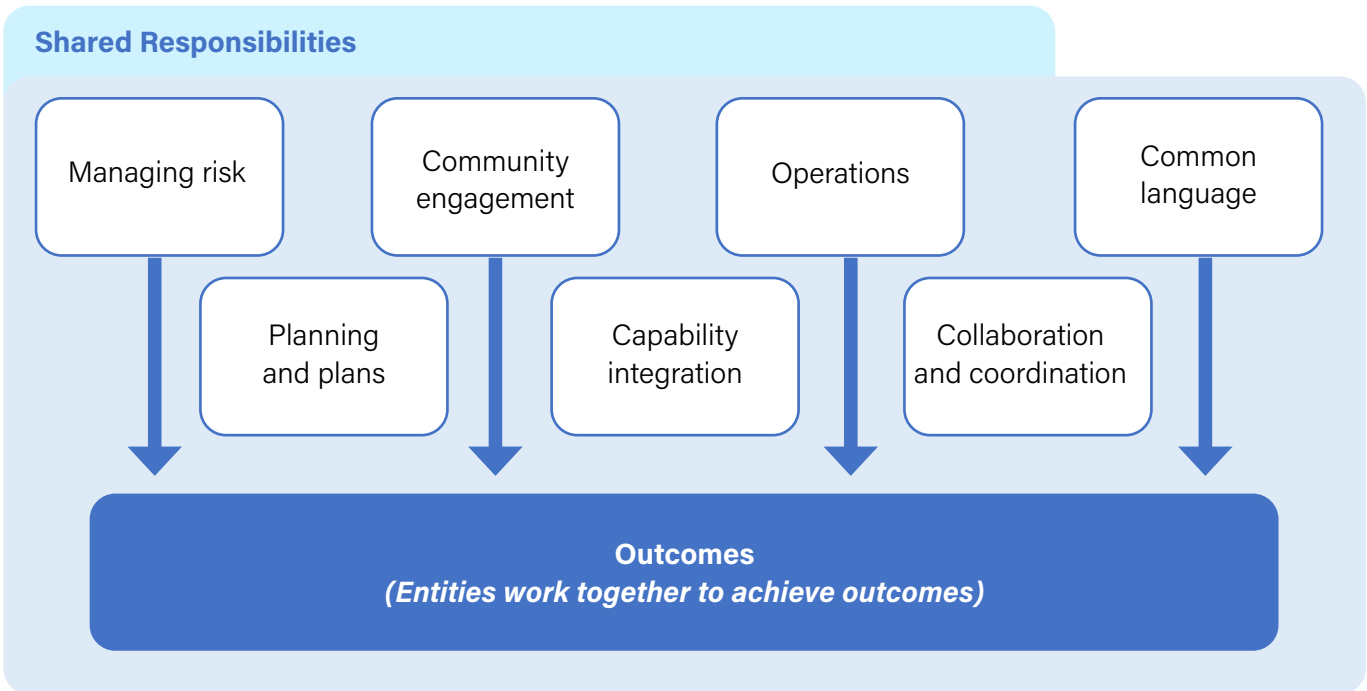 Shared Responsibilities
Managing risk
Community
engagement
Operations
Common
language
Planning
and plans
Capability
integration
Collaboration
and coordination
Outcomes
(Entities work together to achieve outcomes)